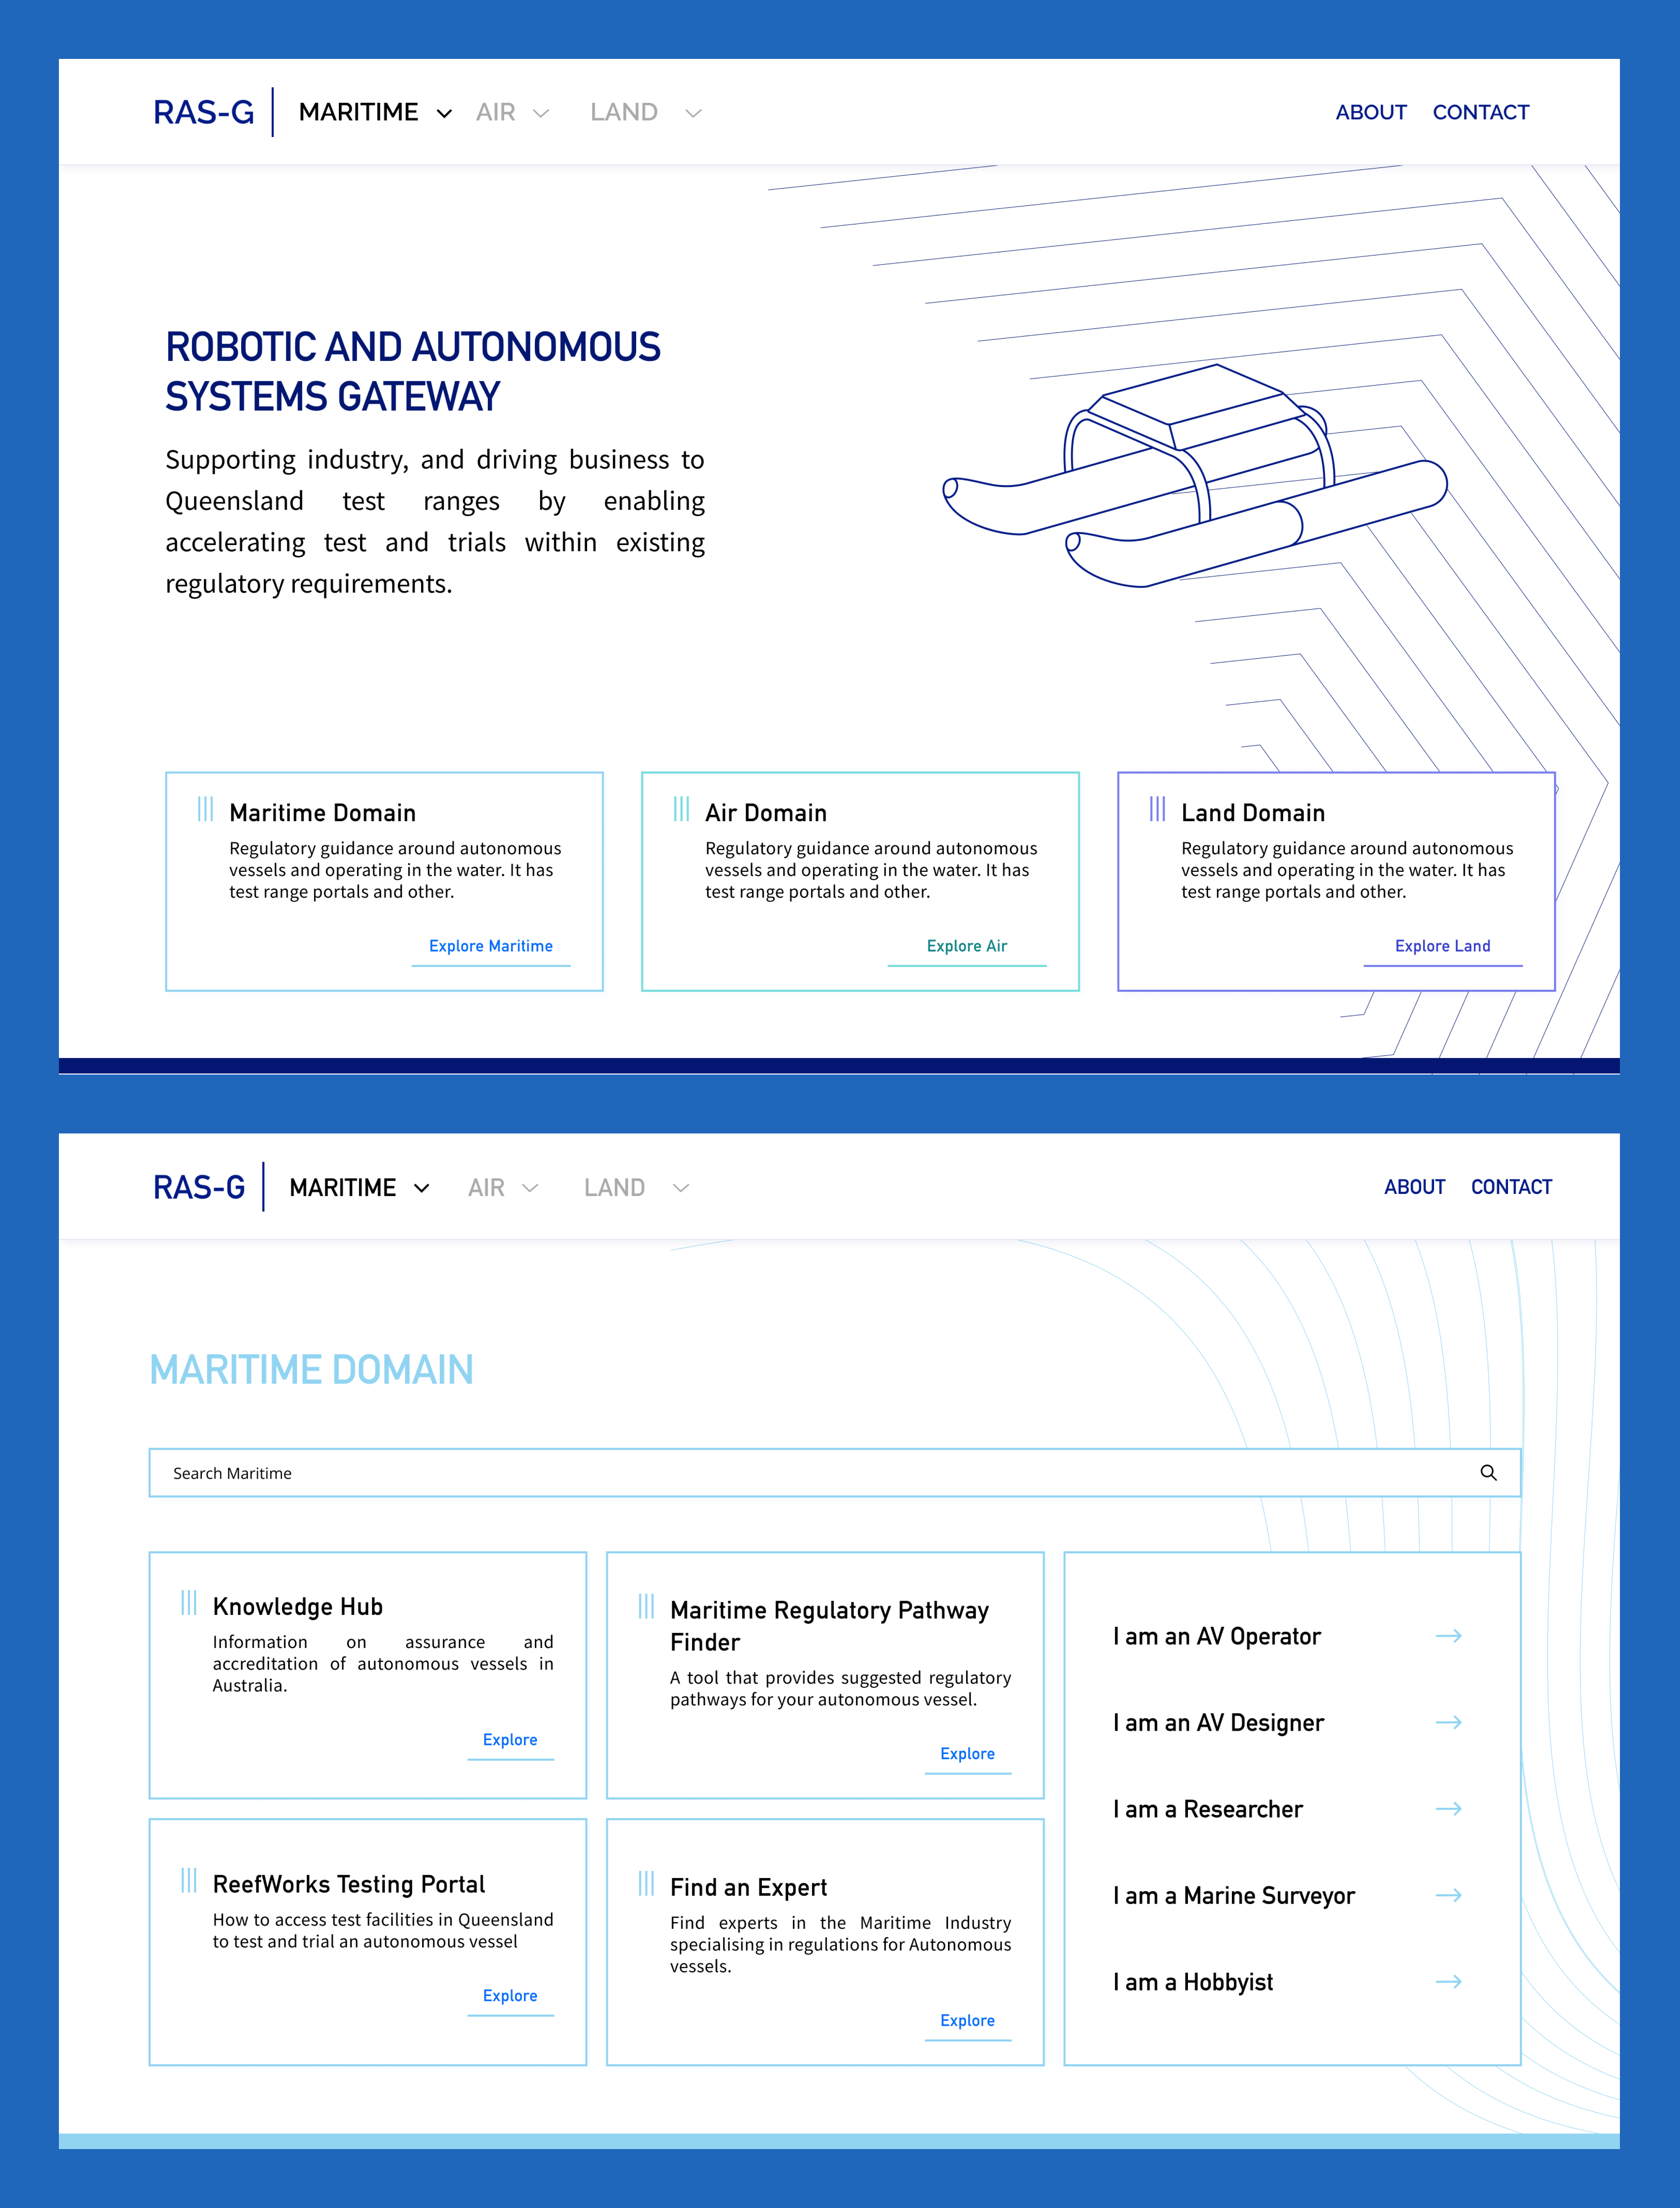 RAS-G MARITIME AIR LAND ABOUT CONTACT
ROBOTIC AND AUTONOMOUS
SYSTEMS GATEWAY
Supporting industry, and driving business to
Queensland test ranges by enabling
accelerating test and trials within existing
regulatory requirements.
Maritime Domain
Regulatory guidance around autonomous
vessels and operating in the water. It has
test range portals and other.
Explore Maritime
Air Domain
Regulatory guidance around autonomous
vessels and operating in the water. It has
test range portals and other.
Explore Air
Land Domain
Regulatory guidance around autonomous
vessels and operating in the water. It has
test range portals and other.
Explore Land
RAS-G MARITIME AIR LAND ABOUT CONTACT
MARITIME DOMAIN
Search Maritime
Knowledge Hub
Information on assurance and
accreditation of autonomous vessels in
Australia.
Explore
Maritime Regulatory Pathway
Finder
A tool that provides suggested regulatory
pathways for your autonomous vessel.
Explore
ReefWorks Testing Portal
How to access test facilities in Queensland
to test and trial an autonomous vessel
Explore
Find an Expert
Find experts in the Maritime Industry
specialising in regulations for Autonomous
vessels.
Explore
I am an AV Operator
I am an AV Designer
I am a Researcher
I am a Marine Surveyor
I am a Hobbyist